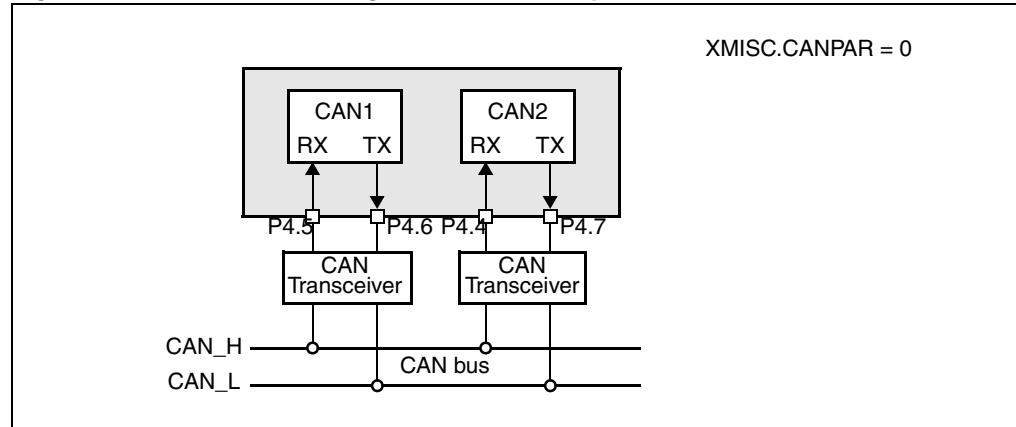 XMISC.CANPAR = 0
CAN1 CAN2
RX TX RX TX
P4.5 P4.6 P4.4 P4.7
CAN Transceiver CAN Transceiver
CAN_H
CAN bus
CAN_L